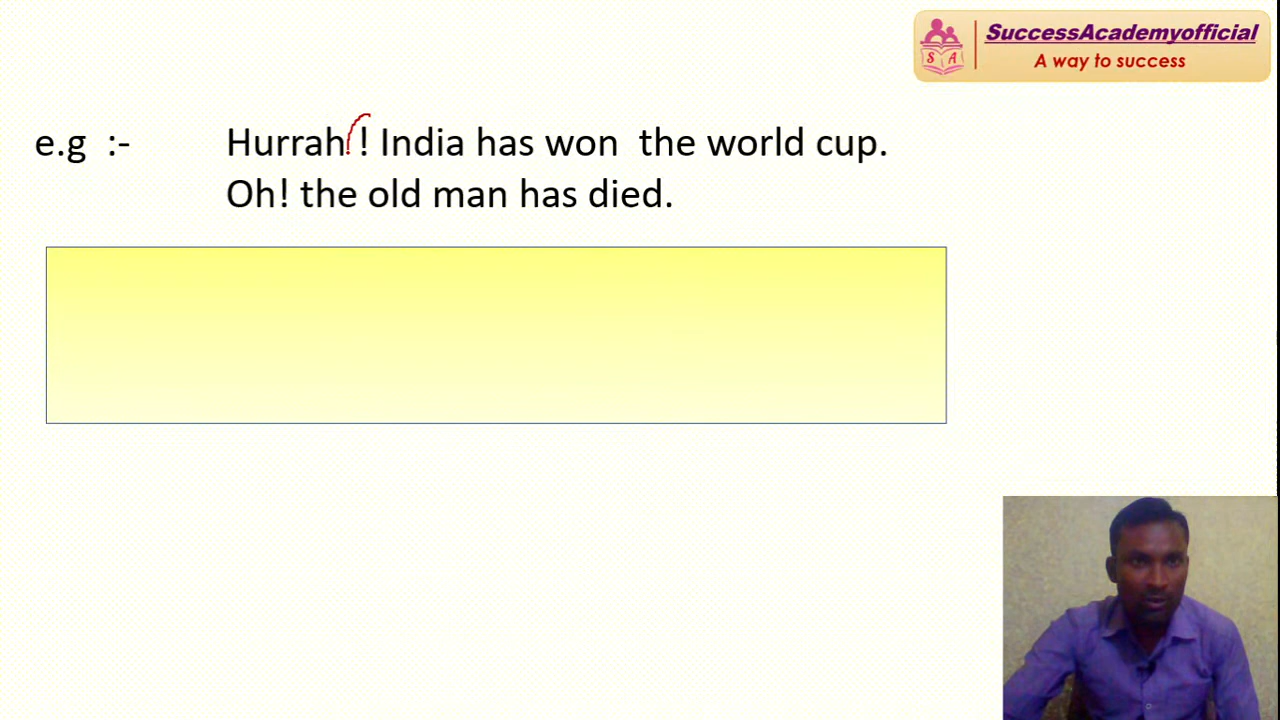 SuccessAcademyofficial
S A
A way to success
e.g :- Hurrah ! India has won the world cup.
Oh! the old man has died.